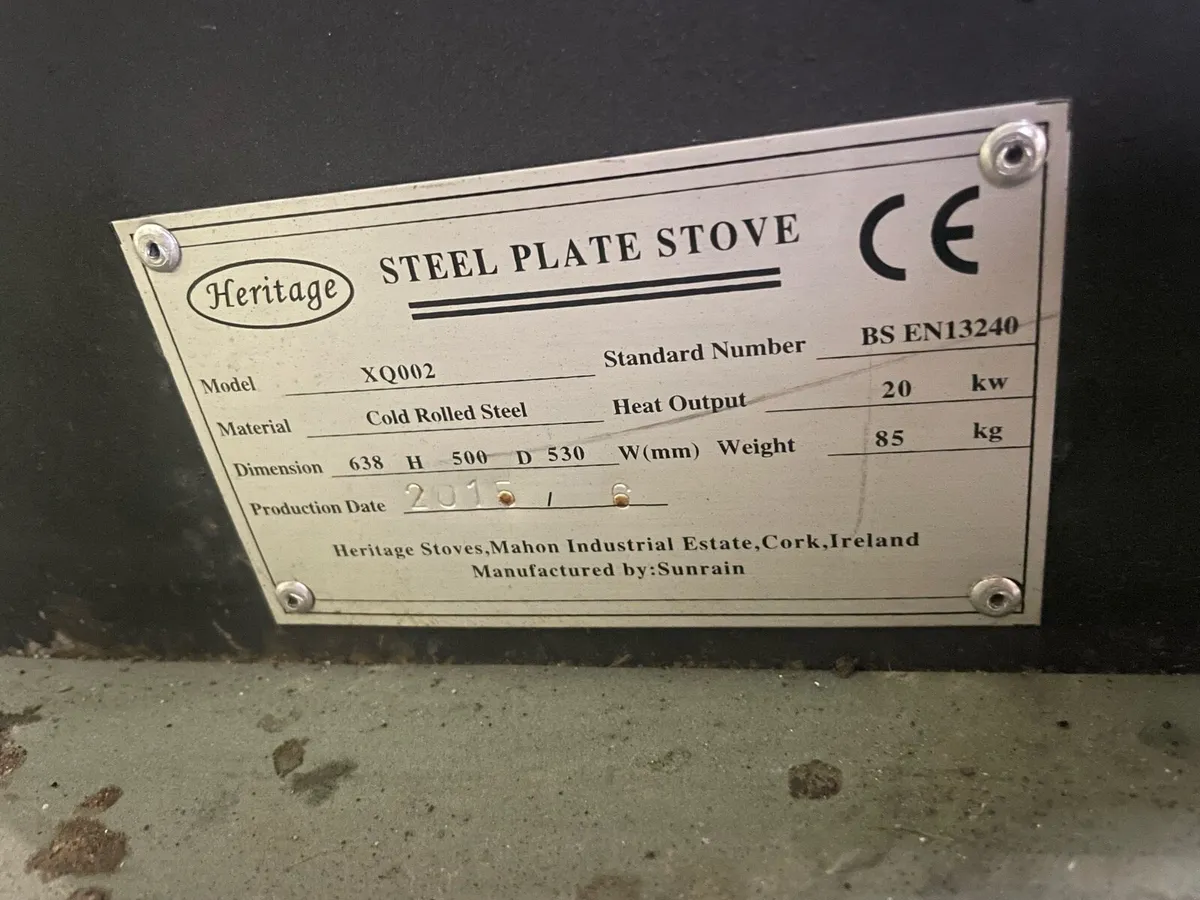 Heritage STEEL PLATE STOVE CE
Model XQ002 Standard Number BS EN13240
Material Cold Rolled Steel Heat Output 20 kw
Dimension 638 H 500 D 530 W(mm) Weight 85 kg
Production Date 2015 / 6
Heritage Stoves,Mahon Industrial Estate,Cork,Ireland
Manufactured by:Sunrain